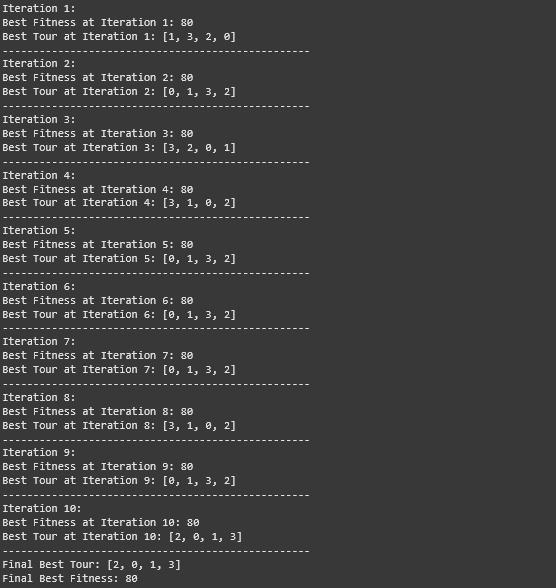 Iteration 1:
Best Fitness at Iteration 1: 80
Best Tour at Iteration 1: [1, 3, 2, 0]
-----------------------------------------------
Iteration 2:
Best Fitness at Iteration 2: 80
Best Tour at Iteration 2: [0, 1, 3, 2]
-----------------------------------------------
Iteration 3:
Best Fitness at Iteration 3: 80
Best Tour at Iteration 3: [3, 2, 0, 1]
-----------------------------------------------
Iteration 4:
Best Fitness at Iteration 4: 80
Best Tour at Iteration 4: [3, 1, 0, 2]
-----------------------------------------------
Iteration 5:
Best Fitness at Iteration 5: 80
Best Tour at Iteration 5: [0, 1, 3, 2]
-----------------------------------------------
Iteration 6:
Best Fitness at Iteration 6: 80
Best Tour at Iteration 6: [0, 1, 3, 2]
-----------------------------------------------
Iteration 7:
Best Fitness at Iteration 7: 80
Best Tour at Iteration 7: [0, 1, 3, 2]
-----------------------------------------------
Iteration 8:
Best Fitness at Iteration 8: 80
Best Tour at Iteration 8: [3, 1, 0, 2]
-----------------------------------------------
Iteration 9:
Best Fitness at Iteration 9: 80
Best Tour at Iteration 9: [0, 1, 3, 2]
-----------------------------------------------
Iteration 10:
Best Fitness at Iteration 10: 80
Best Tour at Iteration 10: [2, 0, 1, 3]
-----------------------------------------------
Final Best Tour: [2, 0, 1, 3]
Final Best Fitness: 80